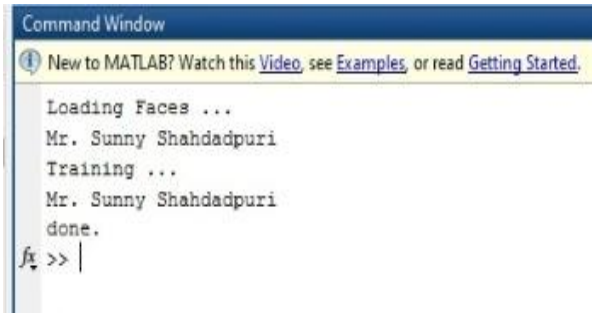 Command Window
New to MATLAB? Watch this Video, see Examples, or read Getting Started.
Loading Faces ...
Mr. Sunny Shahdadpuri
Training ...
Mr. Sunny Shahdadpuri
done.
fx >>